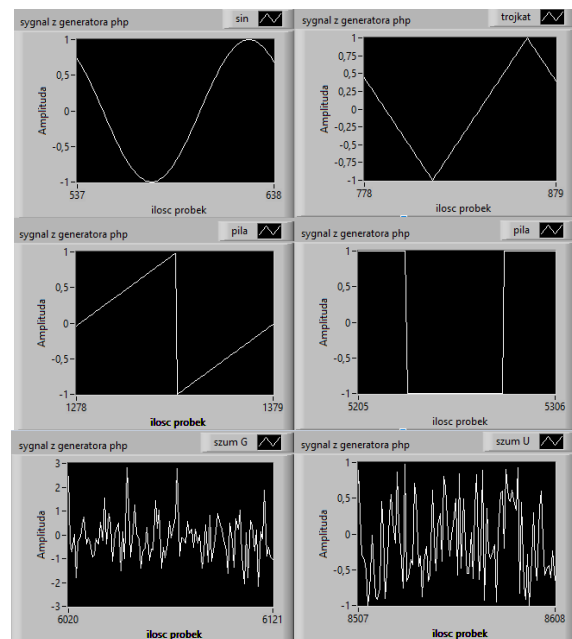 sygnal z generatora php
sin
Amplituda
1
0,5
0
-0,5
-1
537
638
ilosc probek
sygnal z generatora php
trojkat
Amplituda
1
0,75
0,5
0,25
0
-0,25
-0,5
-0,75
-1
778
879
ilosc probek
sygnal z generatora php
pila
Amplituda
1
0,5
0
-0,5
-1
1278
1379
ilosc probek
sygnal z generatora php
pila
Amplituda
1
0,5
0
-0,5
-1
5205
5306
ilosc probek
sygnal z generatora php
szum G
Amplituda
3
2
1
0
-1
-2
-3
6020
6121
ilosc probek
sygnal z generatora php
szum U
Amplituda
1
0,5
0
-0,5
-1
8507
8608
ilosc probek